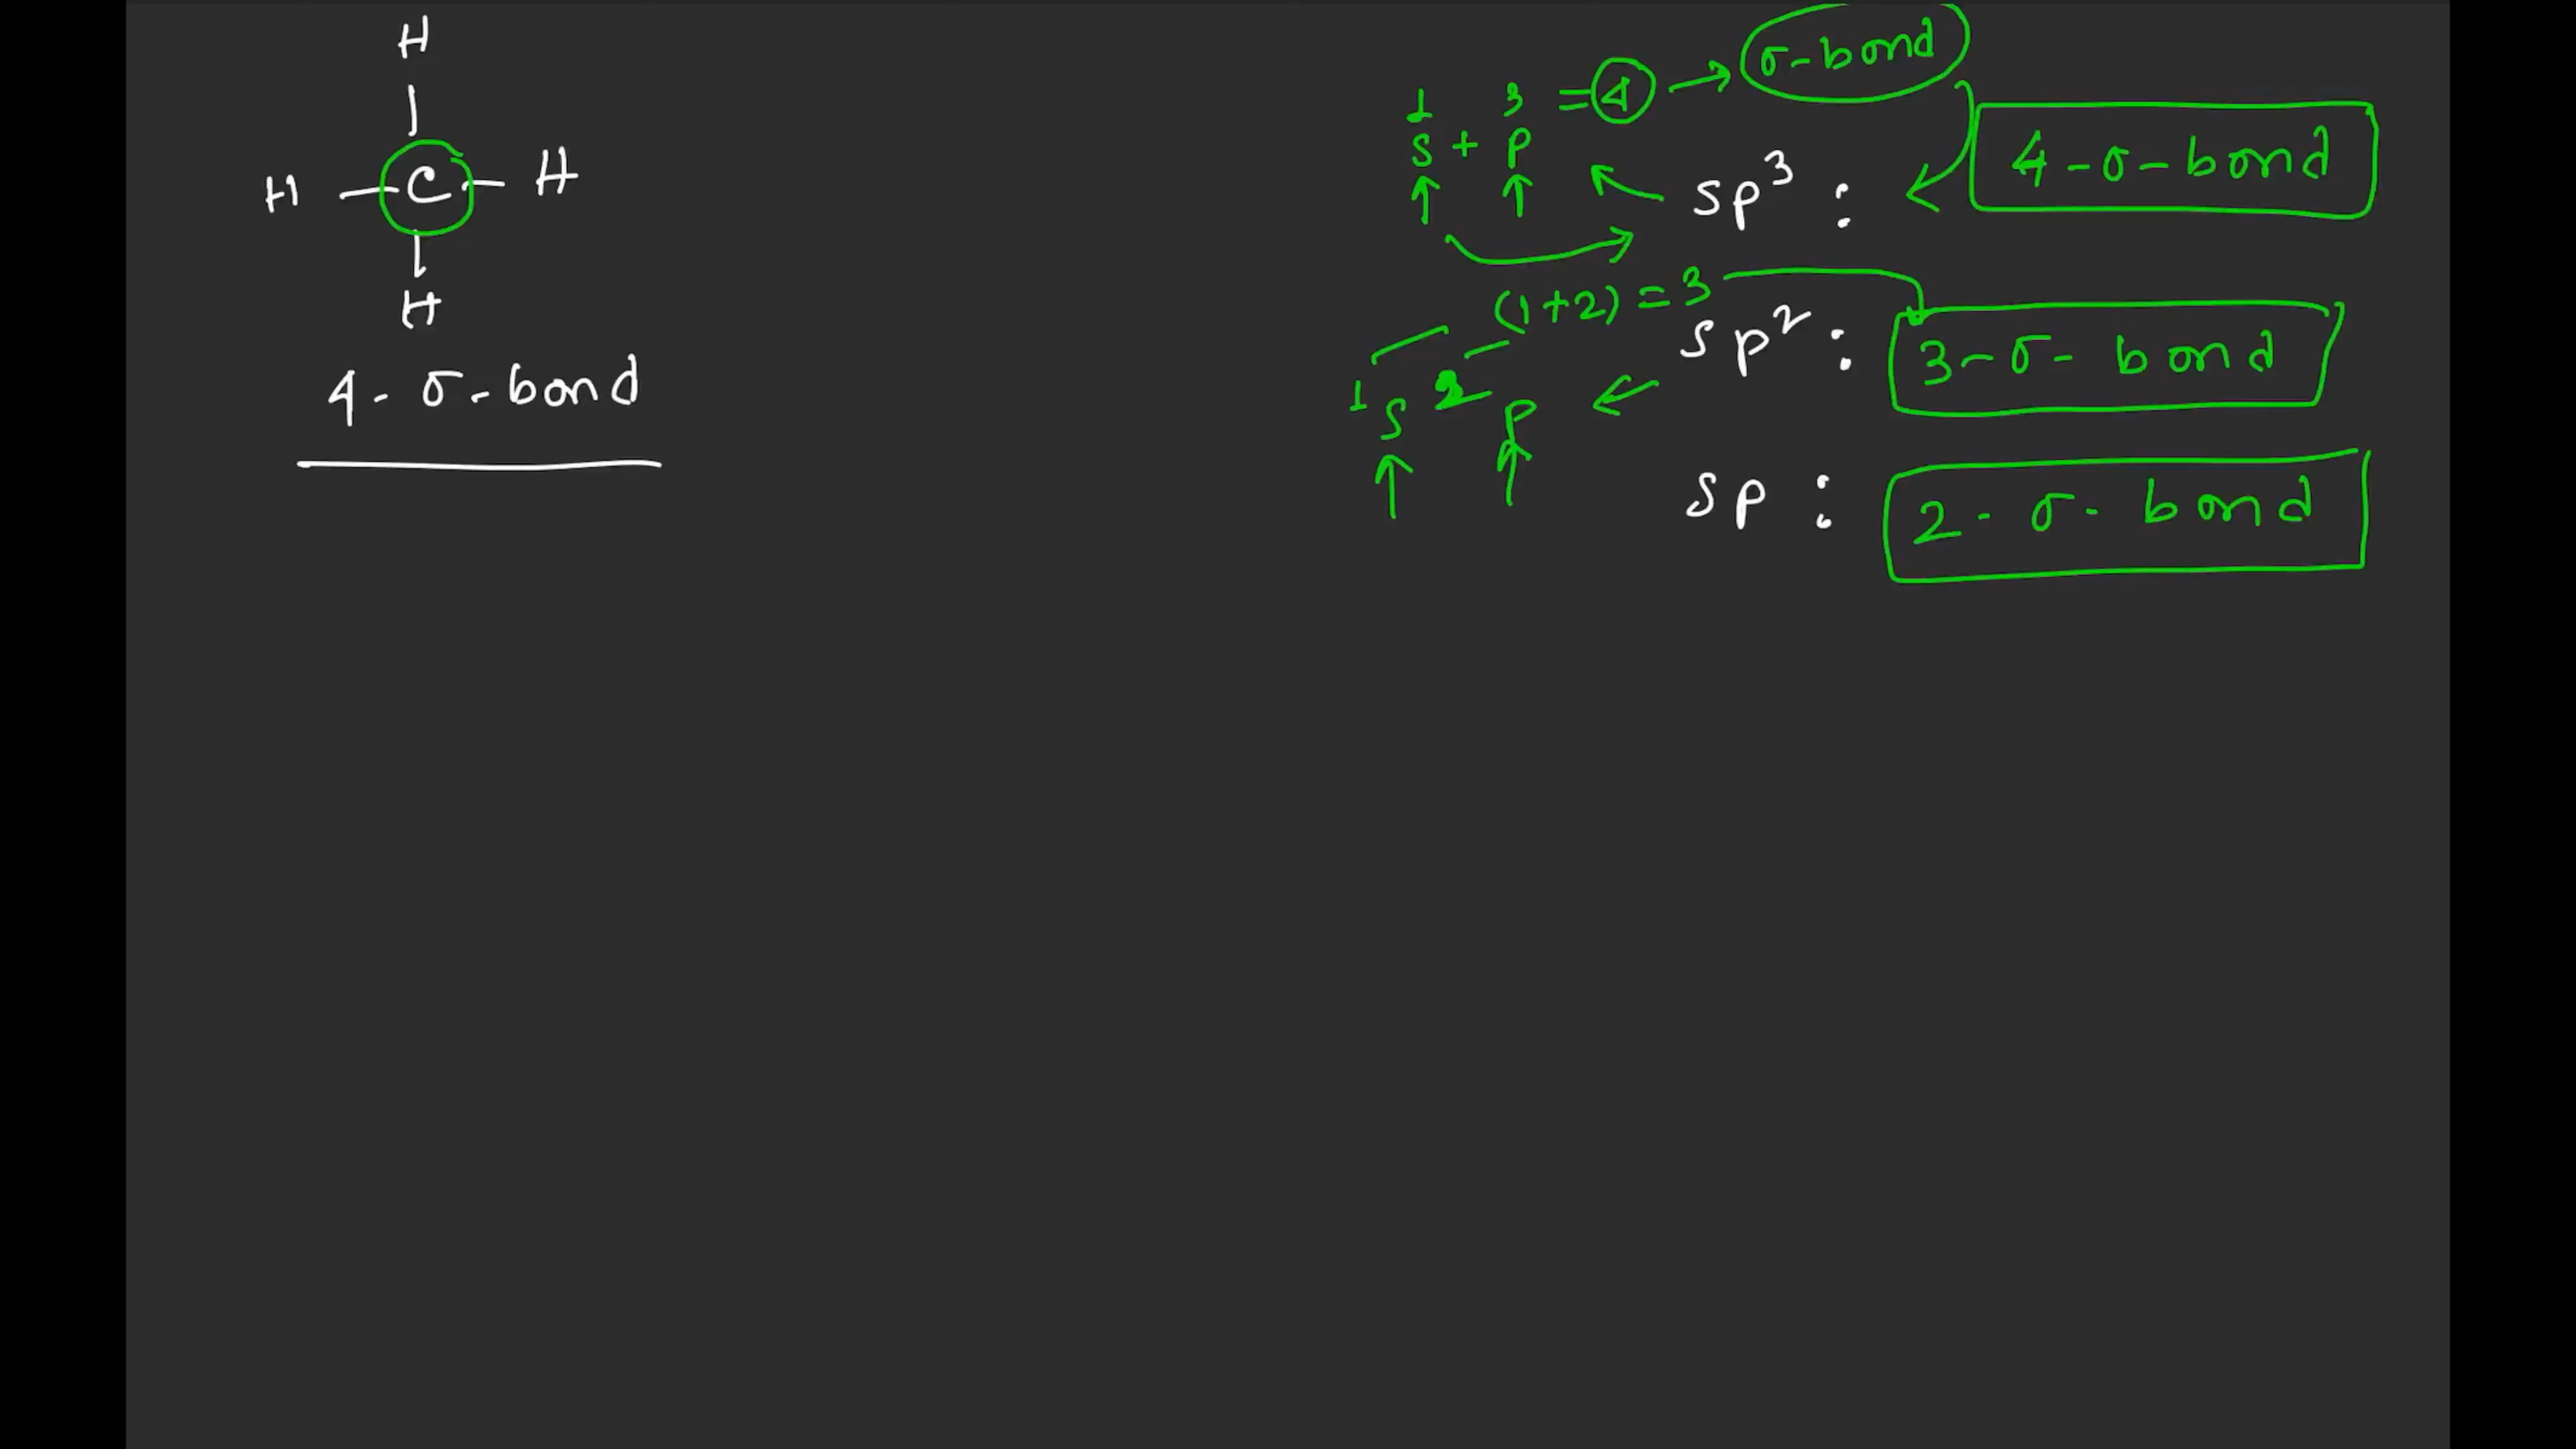 H
H — C — H
H
4 - σ - bond
1 3 = 4 → σ-bond
s + p
sp³ : 4 - σ - bond
(1+2) = 3
sp² : 3 - σ - bond
1 s 2 p
sp : 2 - σ - bond